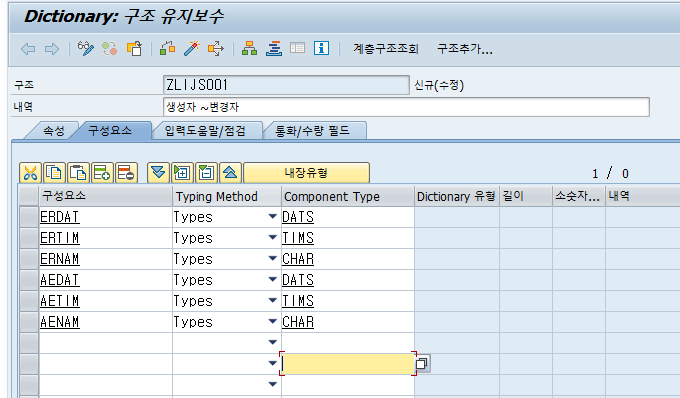 Dictionary: 구조 유지보수
계층구조조회 구조추가...
구조 ZLIJS001 신규(수정)
내역 생성자 ~변경자
속성 구성요소 입력도움말/점검 통화/수량 필드
내장유형 1 / 0
구성요소 Typing Method Component Type Dictionary 유형 길이 소숫자... 내역
ERDAT Types DATS
ERTIM Types TIMS
ERNAM Types CHAR
AEDAT Types DATS
AETIM Types TIMS
AENAM Types CHAR